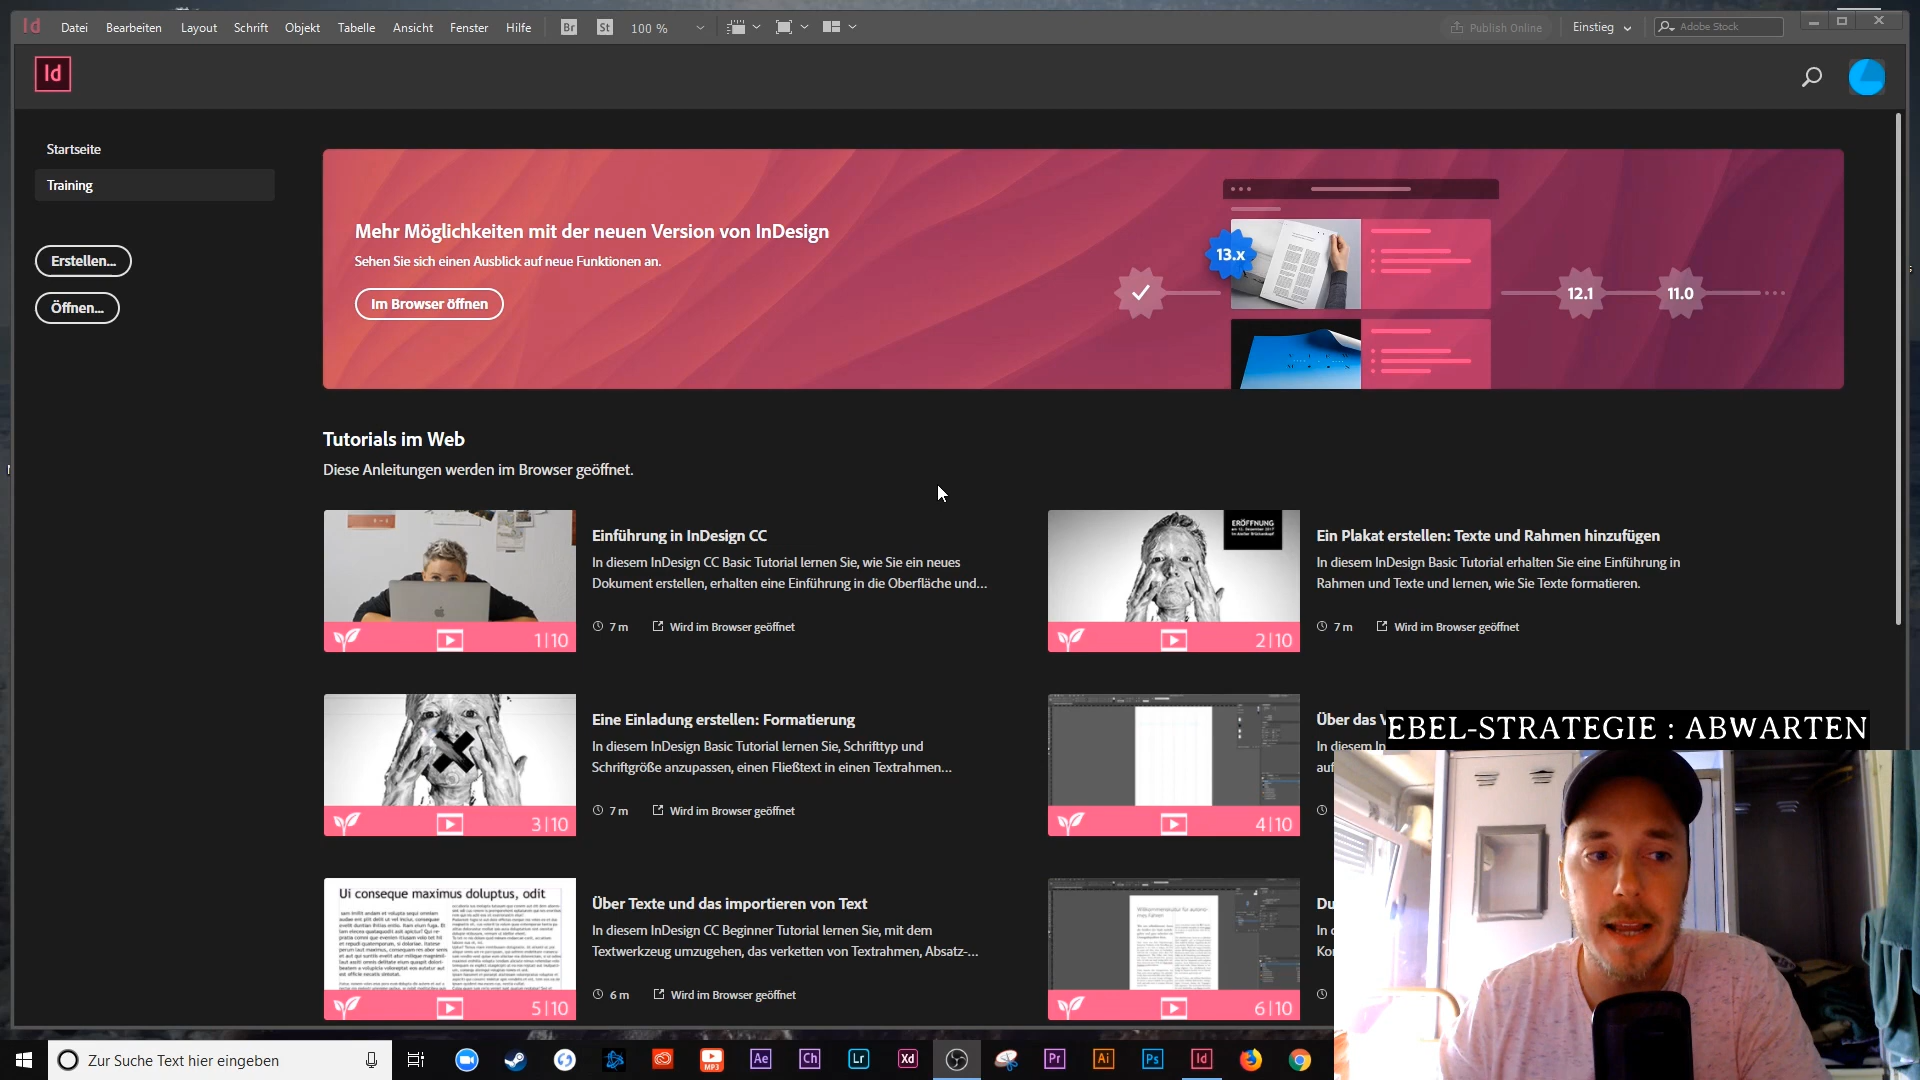 Id Datei Bearbeiten Layout Schrift Objekt Tabelle Ansicht Fenster Hilfe Br St 100 % Publish Online Einstieg Adobe Stock
Id
Startseite
Training
Erstellen...
Öffnen...
Mehr Möglichkeiten mit der neuen Version von InDesign
Sehen Sie sich einen Ausblick auf neue Funktionen an.
Im Browser öffnen
13.x
12.1
11.0
Tutorials im Web
Diese Anleitungen werden im Browser geöffnet.
1|10
Einführung in InDesign CC
In diesem InDesign CC Basic Tutorial lernen Sie, wie Sie ein neues
Dokument erstellen, erhalten eine Einführung in die Oberfläche und...
7 m Wird im Browser geöffnet
ERÖFFNUNG
2|10
Ein Plakat erstellen: Texte und Rahmen hinzufügen
In diesem InDesign Basic Tutorial erhalten Sie eine Einführung in
Rahmen und Texte und lernen, wie Sie Texte formatieren.
7 m Wird im Browser geöffnet
3|10
Eine Einladung erstellen: Formatierung
In diesem InDesign Basic Tutorial lernen Sie, Schrifttyp und
Schriftgröße anzupassen, einen Fließtext in einen Textrahmen...
7 m Wird im Browser geöffnet
4|10
Über das V
In diesem In
auf
EBEL-STRATEGIE : ABWARTEN
Ui conseque maximus doluptus, odit
5|10
Über Texte und das importieren von Text
In diesem InDesign CC Beginner Tutorial lernen Sie, mit dem
Textwerkzeug umzugehen, das verketten von Textrahmen, Absatz-...
6 m Wird im Browser geöffnet
6|10
Du
In d
Kor
Zur Suche Text hier eingeben
MP3 Ae Ch Lr Xd Pr Ai Ps Id